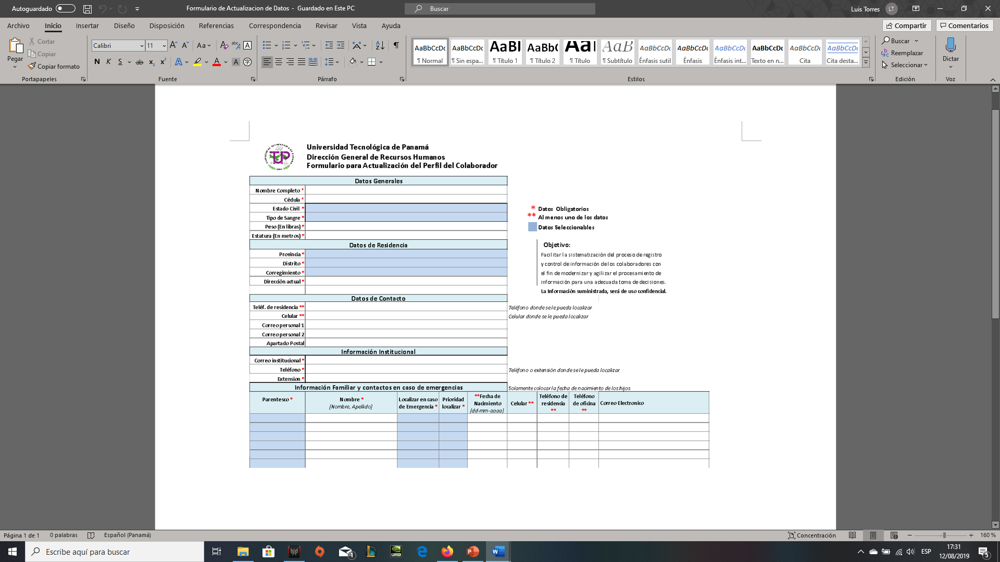 Autoguardado
Formulario de Actualizacion de Datos - Guardado en Este PC
Buscar
Luis Torres
LT
Archivo Inicio Insertar Diseño Disposición Referencias Correspondencia Revisar Vista Ayuda
Compartir Comentarios
Pegar
Cortar
Copiar
Copiar formato
Portapapeles
Calibri 11
Aa
N K S ab x₂ x²
Fuente
Párrafo
AaBbCcDc AaBbCcDc AaBl AaBbC AaI AaB AaBbCcDc AaBbCcDc AaBbCcDc AaBbCcDc AaBbCcDc AaBbCcDc
¶ Normal ¶ Sin espa... ¶ Título 1 ¶ Título 2 ¶ Título ¶ Subtítulo Énfasis sutil Énfasis Énfasis int... Texto en n... Cita Cita desta...
Estilos
Buscar
Reemplazar
Seleccionar
Edición
Dictar
Voz
UTP
Universidad Tecnológica de Panamá
Dirección General de Recursos Humanos
Formulario para Actualización del Perfil del Colaborador
Datos Generales
Nombre Completo *
Cédula *
Estado Civil *
Tipo de Sangre *
Peso (En libras) *
Estatura (En metros) *
* Datos Obligatorios
** Al menos uno de los datos
Datos Seleccionables
Datos de Residencia
Provincia *
Distrito *
Corregimiento *
Dirección actual *
Objetivo:
Facilitar la sistematización del proceso de registro
y control de información de los colaboradores con
el fin de modernizar y agilizar el procesamiento de
información para una adecuada toma de decisiones.
La Información suministrada, será de uso confidencial.
Datos de Contacto
Teléf. de residencia **
Teléfono donde se le pueda localizar
Celular **
Celular donde se le pueda localizar
Correo personal 1
Correo personal 2
Apartado Postal
Información Institucional
Correo institucional *
Teléfono *
Teléfono o extensión donde se le pueda localizar
Extension *
Información Familiar y contactos en caso de emergencias
Solamente colocar la fecha de nacimiento de los hijos
Parentesco *
Nombre *
[Nombre, Apellido]
Localizar en caso
de Emergencia *
Prioridad
localizar *
**Fecha de
Nacimiento
[dd-mm-aaaa]
Celular **
Teléfono de
residencia
**
Teléfono
de oficina
**
Correo Electronico
Página 1 de 1 0 palabras Español (Panamá)
Concentración
160 %
Escribe aquí para buscar
1
ESP
17:31
12/08/2019
5